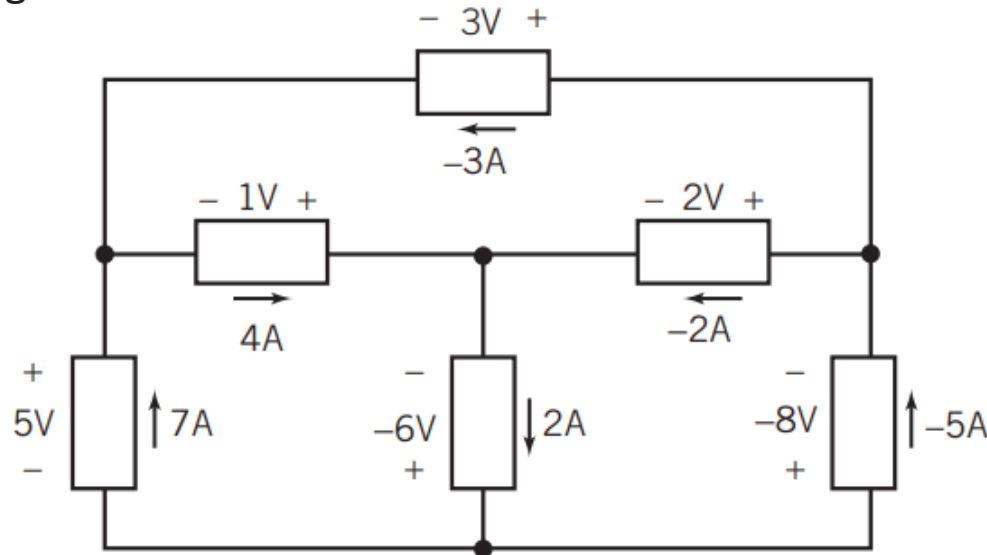 g
− 3V +
−3A
− 1V +
− 2V +
4A
−2A
+
5V
−
7A
−
−6V
+
2A
−
−8V
+
−5A